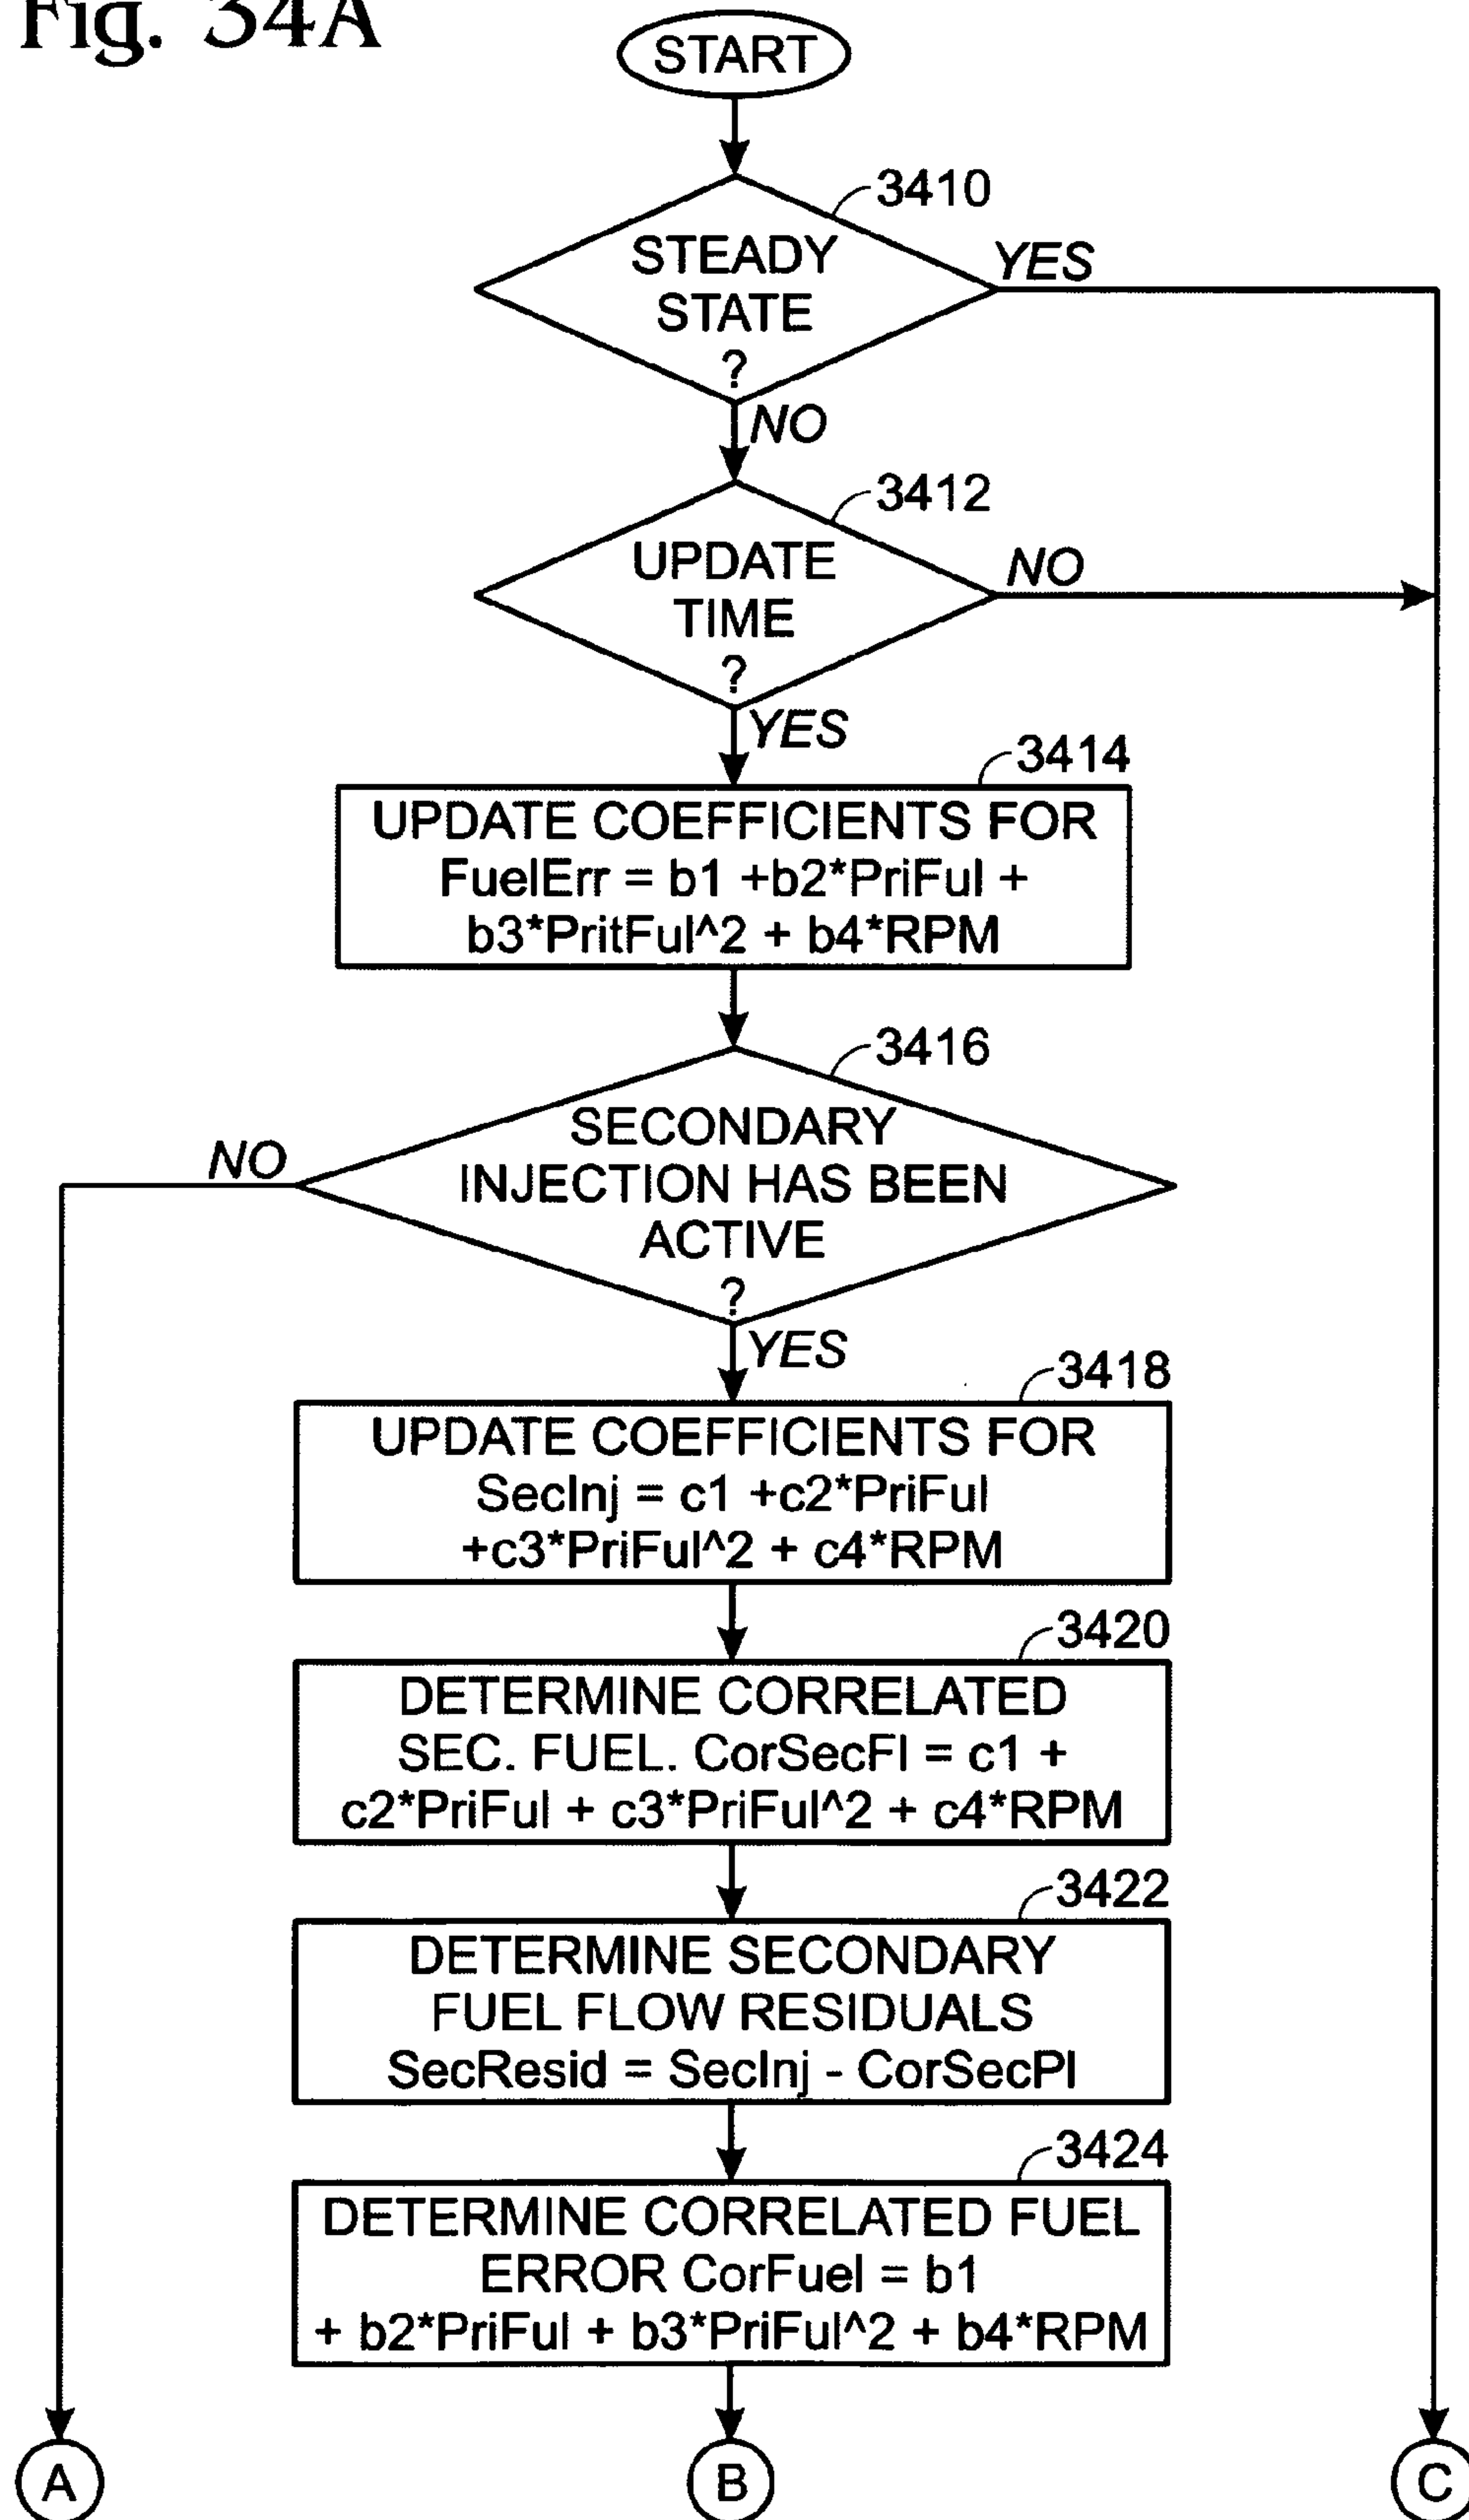 Fig. 34A
START
3410
STEADY
STATE
?
YES
NO
3412
UPDATE
TIME
?
NO
YES
3414
UPDATE COEFFICIENTS FOR
FuelErr = b1 +b2*PriFul +
b3*PritFul^2 + b4*RPM
3416
SECONDARY
INJECTION HAS BEEN
ACTIVE
?
NO
YES
3418
UPDATE COEFFICIENTS FOR
SecInj = c1 +c2*PriFul
+c3*PriFul^2 + c4*RPM
3420
DETERMINE CORRELATED
SEC. FUEL. CorSecFl = c1 +
c2*PriFul + c3*PriFul^2 + c4*RPM
3422
DETERMINE SECONDARY
FUEL FLOW RESIDUALS
SecResid = SecInj - CorSecPl
3424
DETERMINE CORRELATED FUEL
ERROR CorFuel = b1
+ b2*PriFul + b3*PriFul^2 + b4*RPM
A
B
C